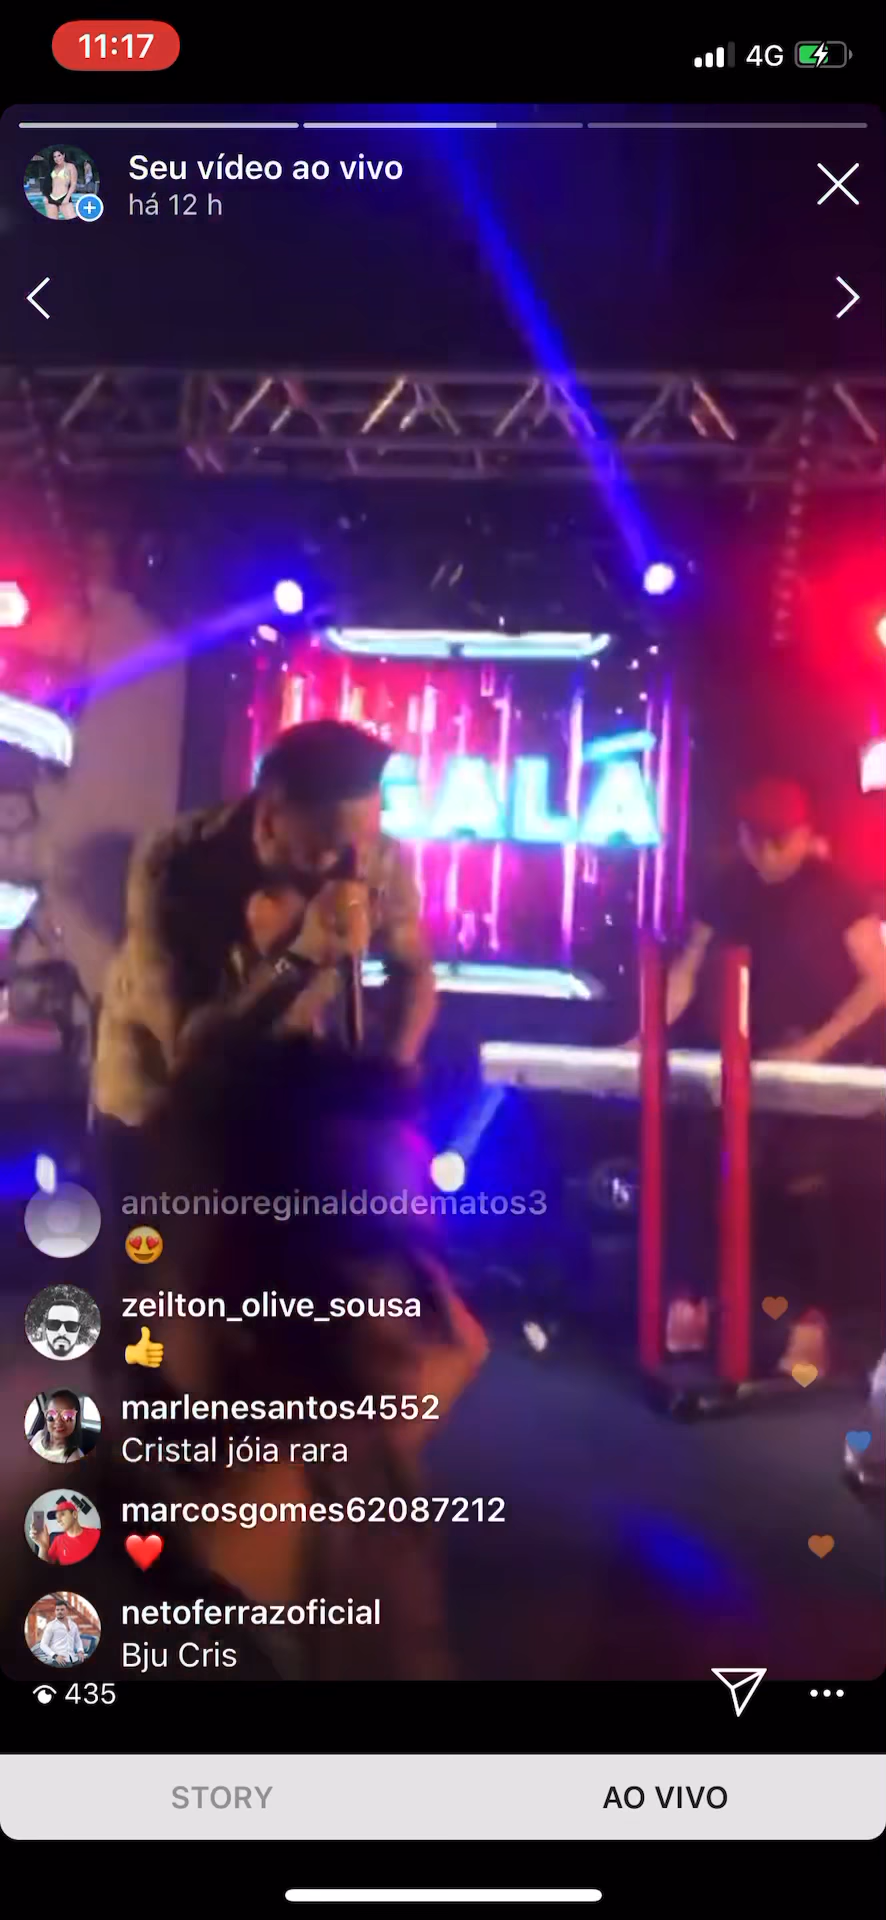 11:17
4G
Seu vídeo ao vivo
há 12 h
GALÃ
antonioreginaldodematos3
😍
zeilton_olive_sousa
👍
marlenesantos4552
Cristal jóia rara
marcosgomes62087212
❤️
netoferrazoficial
Bju Cris
435
STORY
AO VIVO